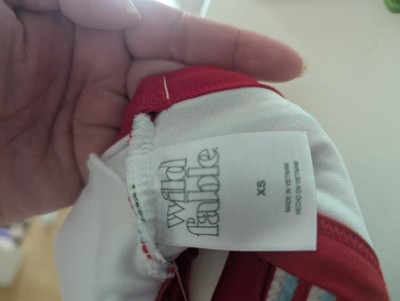 wild
fable
XS
MADE IN VIETNAM
HECHO EN VIETNAM